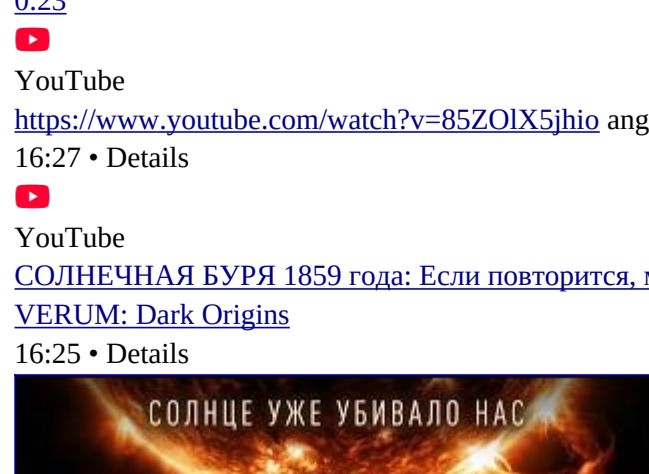 0:23
YouTube
https://www.youtube.com/watch?v=85ZOlX5jhio ang
16:27 • Details
YouTube
СОЛНЕЧНАЯ БУРЯ 1859 года: Если повторится,
VERUM: Dark Origins
16:25 • Details
СОЛНЦЕ УЖЕ УБИВАЛО НАС